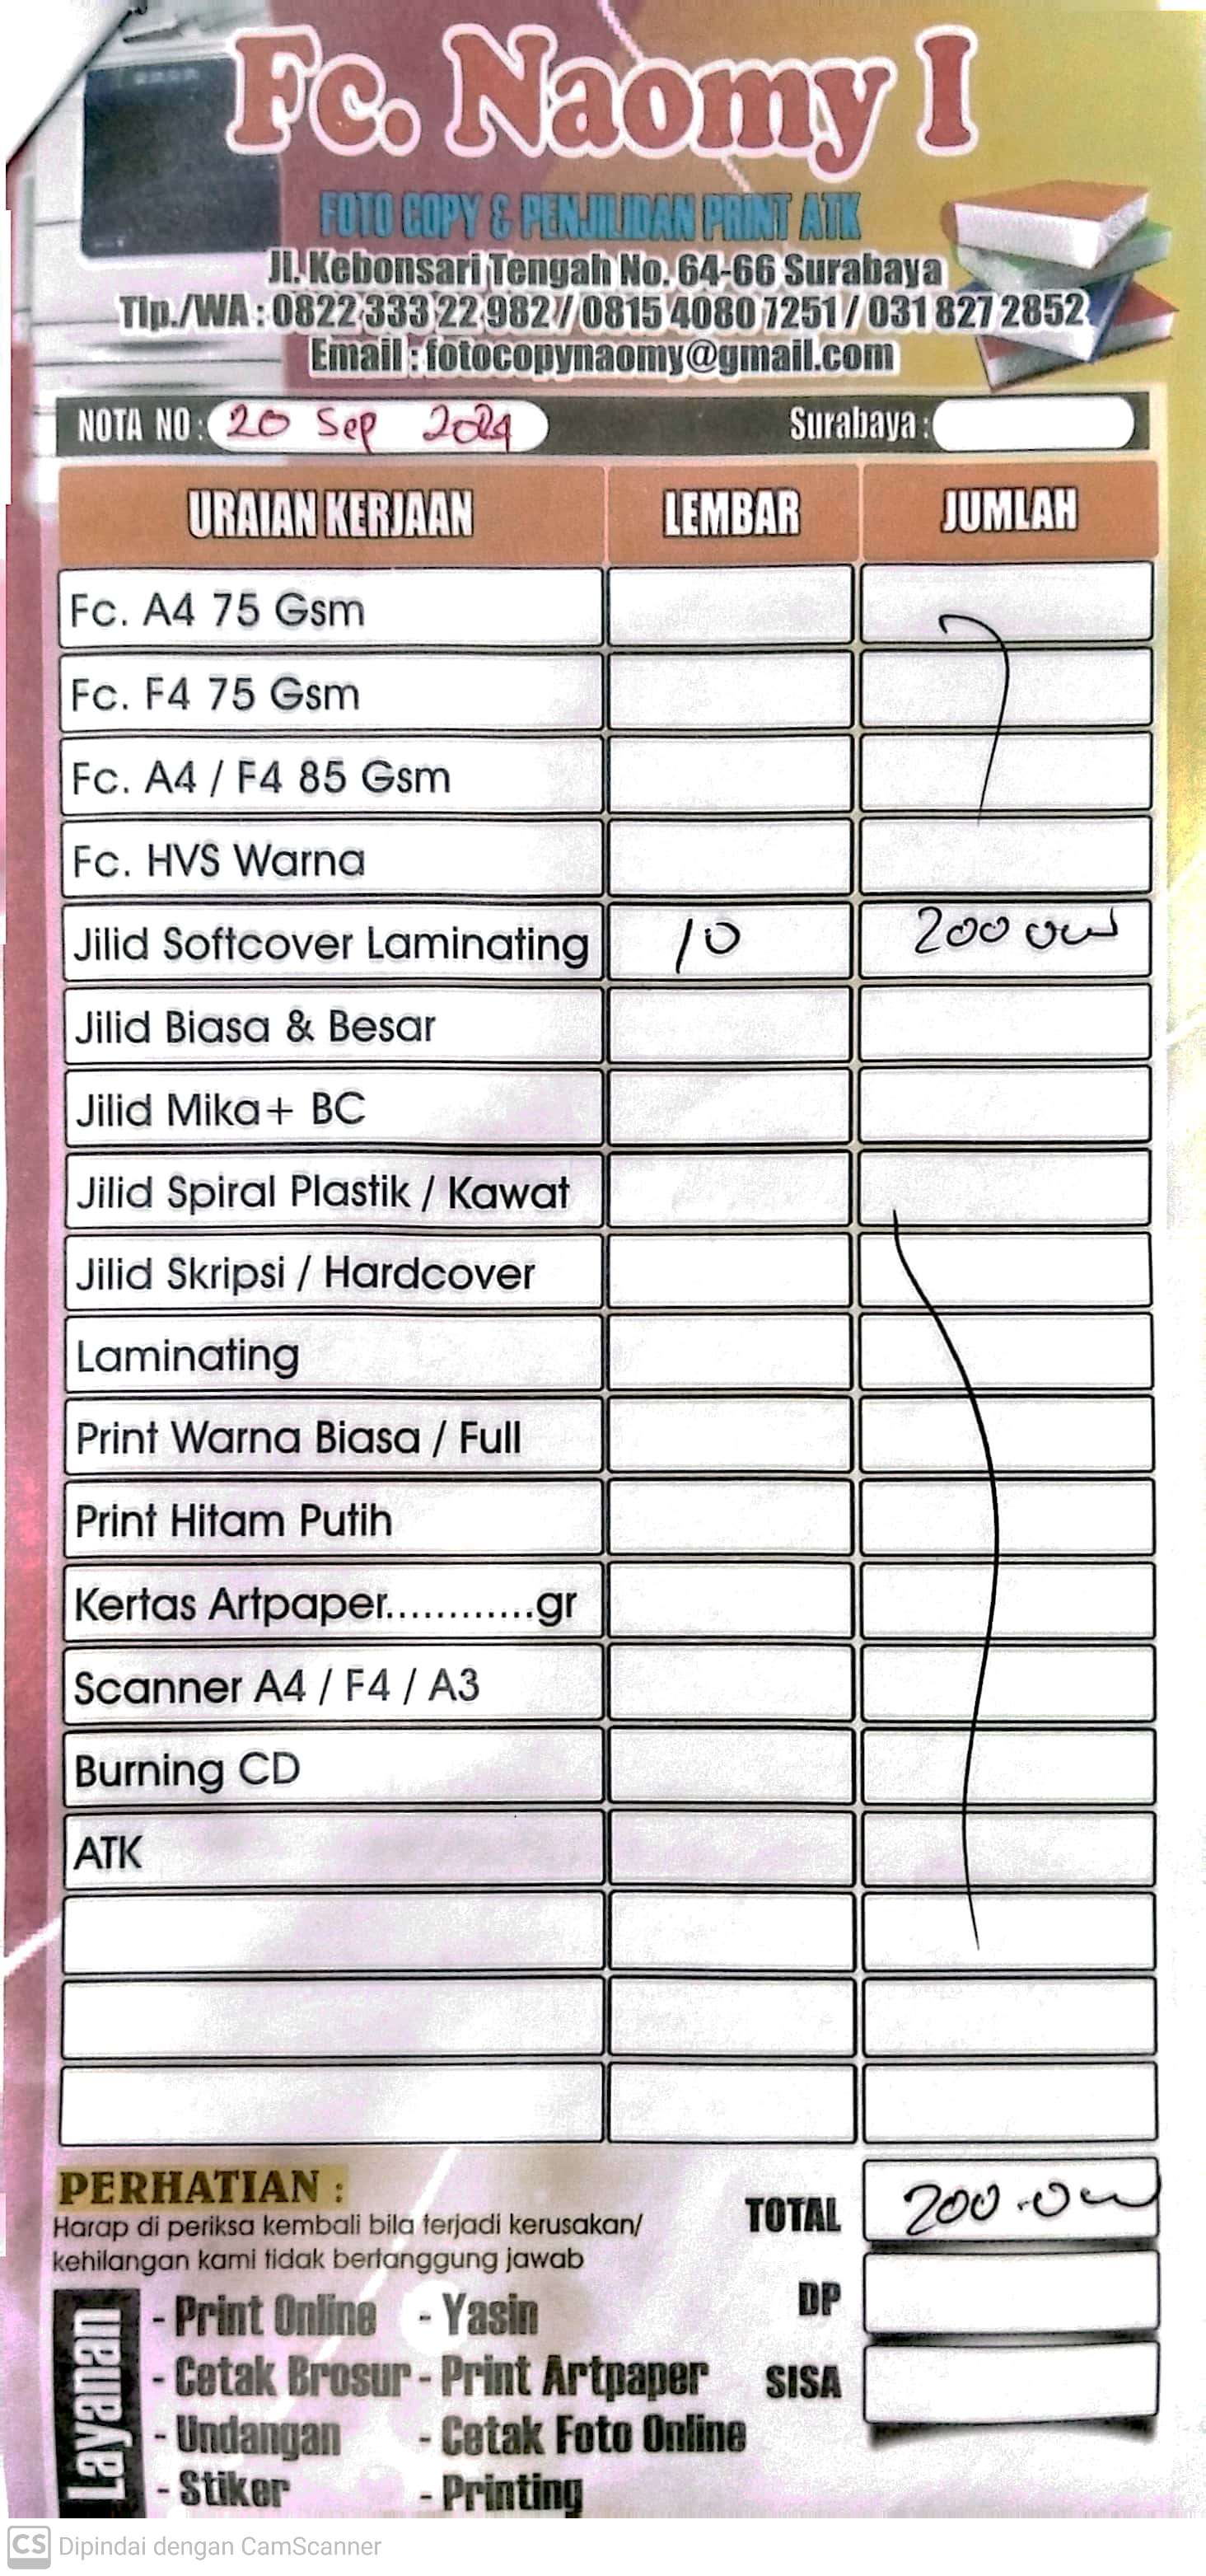 Fc. Naomy I
FOTO COPY & PENJILIDAN PRINT ATK
Jl. Kebonsari Tengah No. 64-66 Surabaya
Tlp./WA : 0822 333 22 982 / 0815 4080 7251 / 031 827 2852
Email : fotocopynaomy@gmail.com
NOTA NO : 20 Sep 2024 Surabaya :
URAIAN KERJAAN LEMBAR JUMLAH
Fc. A4 75 Gsm
Fc. F4 75 Gsm
Fc. A4 / F4 85 Gsm
Fc. HVS Warna
Jilid Softcover Laminating 10 200 000
Jilid Biasa & Besar
Jilid Mika+ BC
Jilid Spiral Plastik / Kawat
Jilid Skripsi / Hardcover
Laminating
Print Warna Biasa / Full
Print Hitam Putih
Kertas Artpaper.............gr
Scanner A4 / F4 / A3
Burning CD
ATK
PERHATIAN :
Harap di periksa kembali bila terjadi kerusakan/
kehilangan kami tidak bertanggung jawab
TOTAL 200.000
DP
SISA
Layanan
- Print Online - Yasin
- Cetak Brosur - Print Artpaper
- Undangan - Cetak Foto Online
- Stiker - Printing
CS Dipindai dengan CamScanner